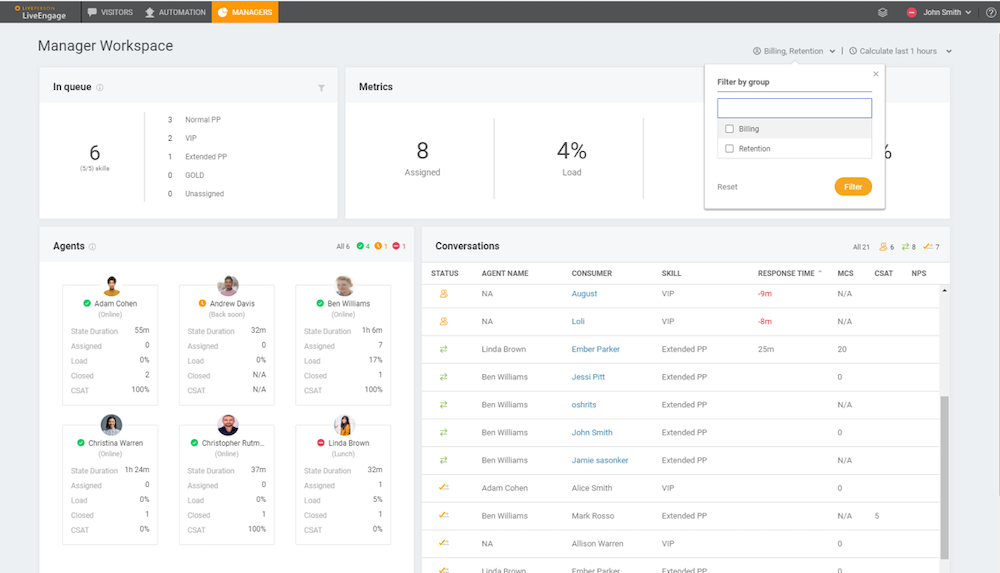 LIVEPERSON
LiveEngage
VISITORS
AUTOMATION
MANAGERS
John Smith
Manager Workspace
Billing, Retention
Calculate last 1 hours
In queue
6
(5/5) skills
3 Normal PP
2 VIP
1 Extended PP
0 GOLD
0 Unassigned
Metrics
8
Assigned
4%
Load
%
Filter by group
Billing
Retention
Reset
Filter
Agents
All 6 4 1 1
Adam Cohen
(Online)
State Duration 55m
Assigned 0
Load 0%
Closed 2
CSAT 100%
Andrew Davis
(Back soon)
State Duration 32m
Assigned 0
Load 0%
Closed N/A
CSAT N/A
Ben Williams
(Online)
State Duration 1h 6m
Assigned 7
Load 17%
Closed 1
CSAT 100%
Christina Warren
(Online)
State Duration 1h 24m
Assigned 0
Load 0%
Closed 1
CSAT 0%
Christopher Rutm...
(Online)
State Duration 37m
Assigned 0
Load 0%
Closed 1
CSAT 100%
Linda Brown
(Lunch)
State Duration 32m
Assigned 1
Load 5%
Closed 1
CSAT 0%
Conversations
All 21 6 8 7
STATUS AGENT NAME CONSUMER SKILL RESPONSE TIME MCS CSAT NPS
NA August VIP -9m N/A
NA Loli VIP -8m N/A
Linda Brown Ember Parker Extended PP 25m 20
Ben Williams Jessi Pitt Extended PP 0
Ben Williams oshrits Extended PP N/A
Ben Williams John Smith Extended PP 0
Ben Williams Jamie sasonker Extended PP N/A
Adam Cohen Alice Smith VIP 0
Ben Williams Mark Rosso Extended PP N/A 5
NA Allison Warren VIP 0
Linda Brown Ember Parker Extended PP 0